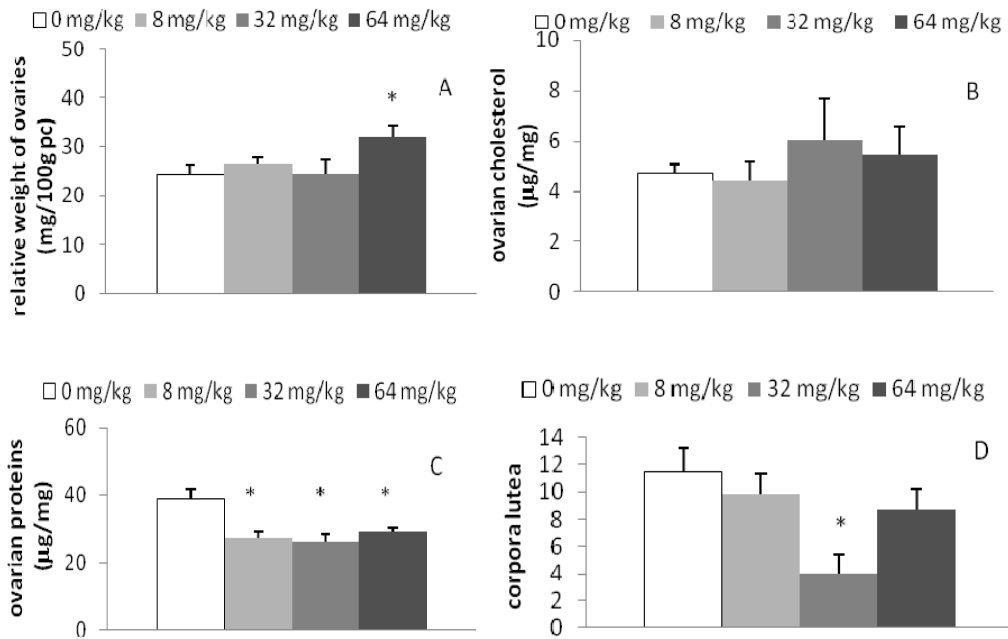 0 mg/kg 8 mg/kg 32 mg/kg 64 mg/kg
relative weight of ovaries
(mg/100g pc)
50
40
30
20
10
0
*
A
0 mg/kg 8 mg/kg 32 mg/kg 64 mg/kg
ovarian cholesterol
(µg/mg)
10
8
6
4
2
0
B
0 mg/kg 8 mg/kg 32 mg/kg 64 mg/kg
ovarian proteins
(µg/mg)
60
40
20
0
* * *
C
0 mg/kg 8 mg/kg 32 mg/kg 64 mg/kg
corpora lutea
14
12
10
8
6
4
2
0
*
D